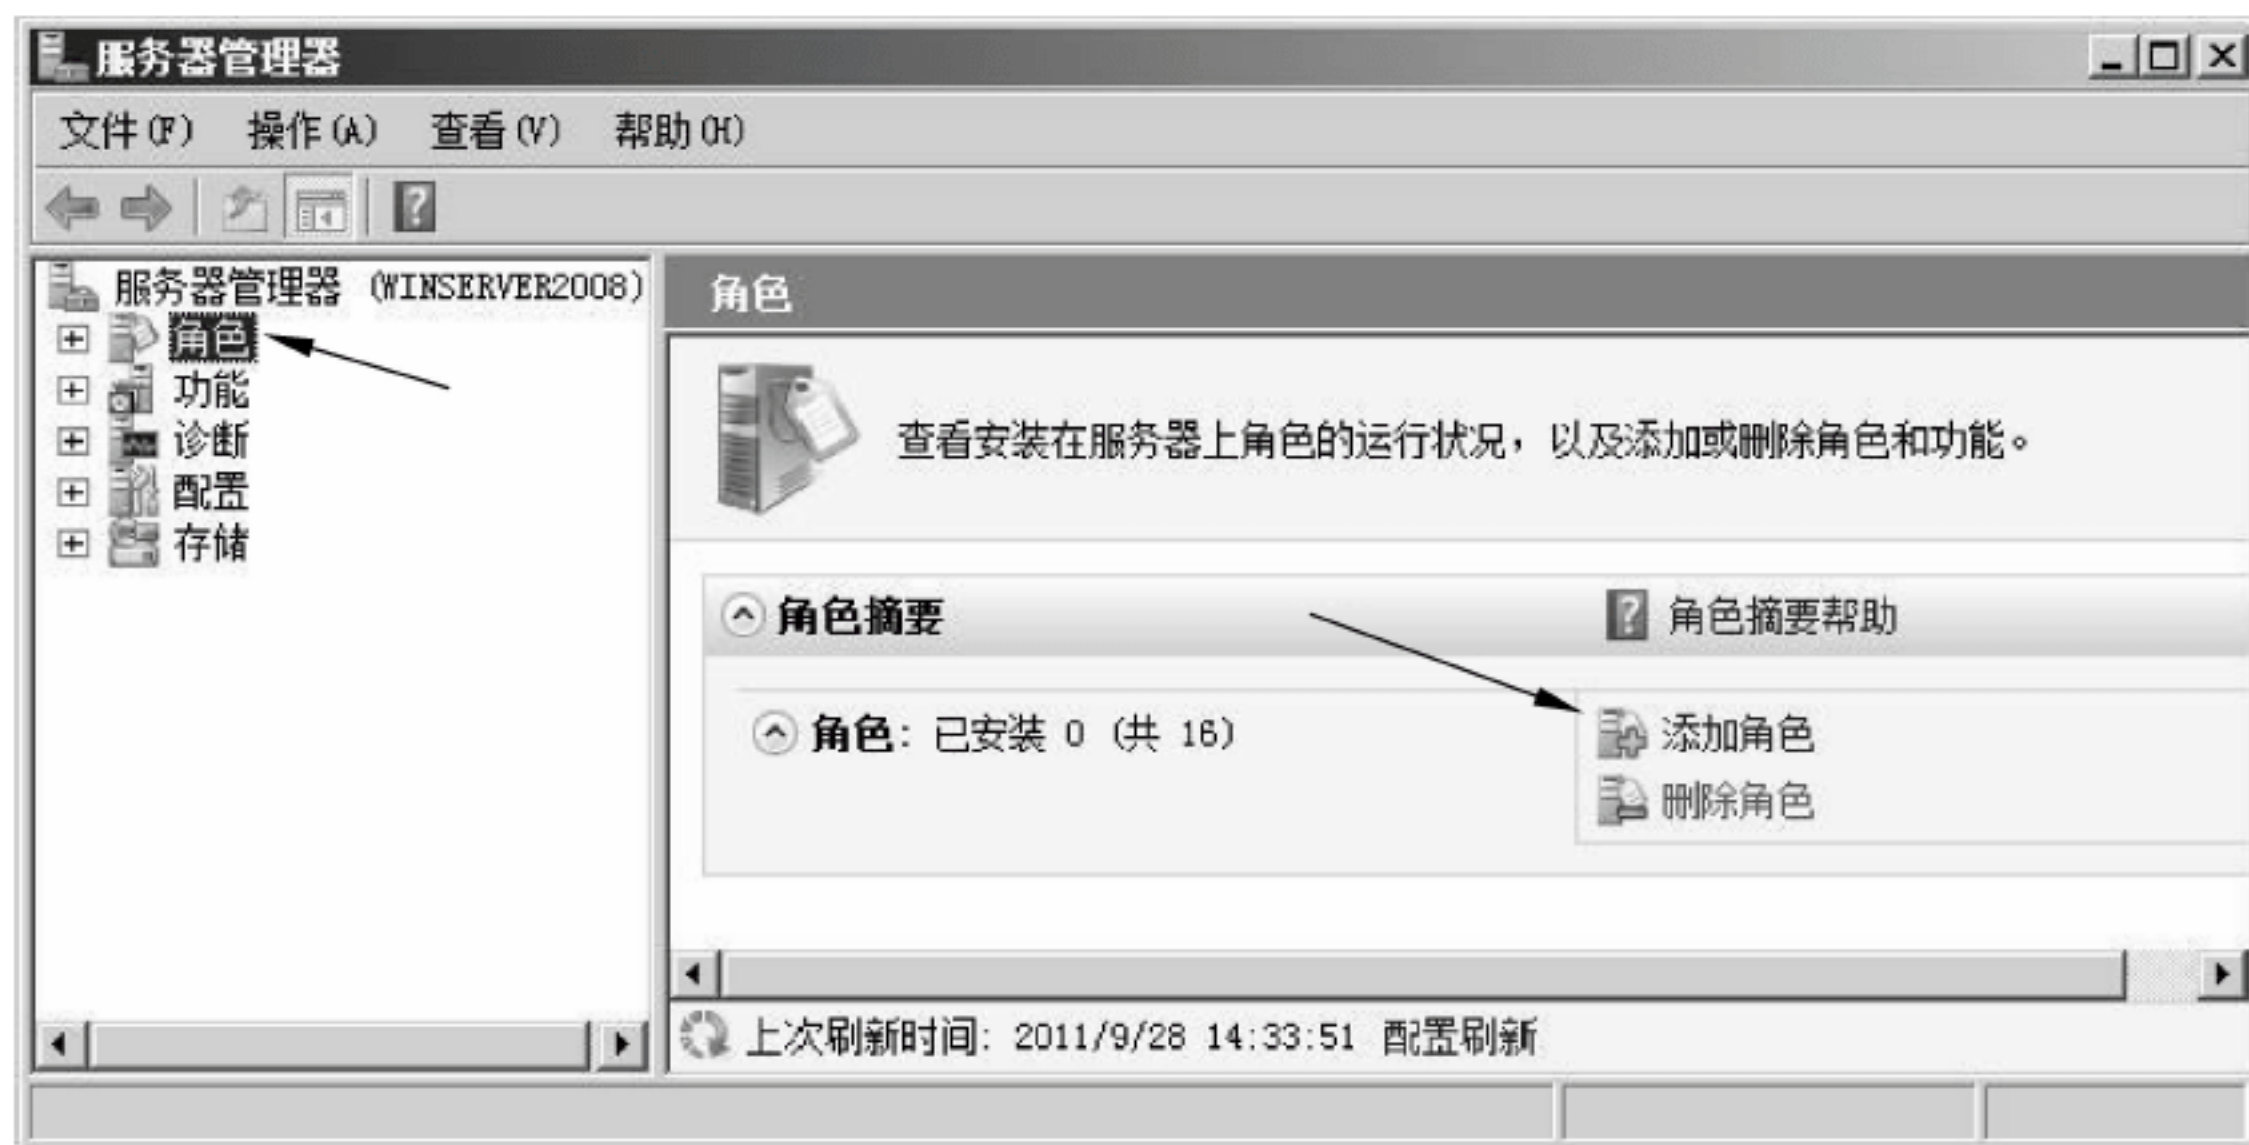 服务器管理器
文件(F) 操作(A) 查看(V) 帮助(H)
服务器管理器 (WINSERVER2008)
角色
功能
诊断
配置
存储
角色
查看安装在服务器上角色的运行状况，以及添加或删除角色和功能。
角色摘要
角色摘要帮助
角色: 已安装 0 (共 16)
添加角色
删除角色
上次刷新时间: 2011/9/28 14:33:51 配置刷新